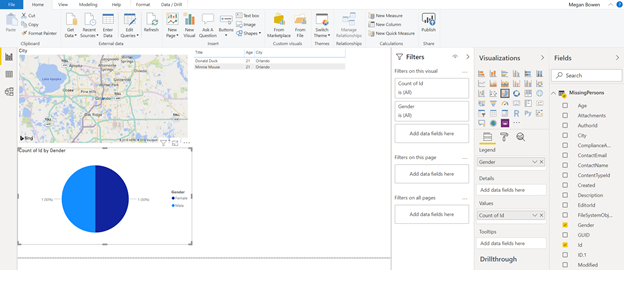 Megan Bowen
File Home Modeling Help Format Data / Drill
Paste
Cut
Copy
Format Painter
Clipboard
Get Data
Recent Sources
Enter Data
Edit Queries
Refresh
External data
New Page
New Visual
Ask A Question
Buttons
Text box
Image
Shapes
Insert
From Marketplace
From File
Custom visuals
Switch Theme
Themes
Manage Relationships
Relationships
New Measure
New Column
New Quick Measure
Calculations
Publish
Share
City
Bing
Title Age City
Donald Duck 21 Orlando
Minnie Mouse 21 Orlando
Count of Id by Gender
Gender
Female
Male
Filters
Filters on this visual ...
Count of Id
is (All)
Gender
is (All)
Add data fields here
Filters on this page ...
Add data fields here
Filters on all pages ...
Add data fields here
Visualizations
Legend
Gender
Details
Add data fields here
Values
Count of Id
Tooltips
Add data fields here
Drillthrough
Fields
Search
MissingPersons
Age
Attachments
AuthorId
City
ComplianceA...
ContactEmail
ContactName
ContentTypeId
Created
Description
EditorId
FileSystemObj...
Gender
GUID
Id
ID.1
Modified